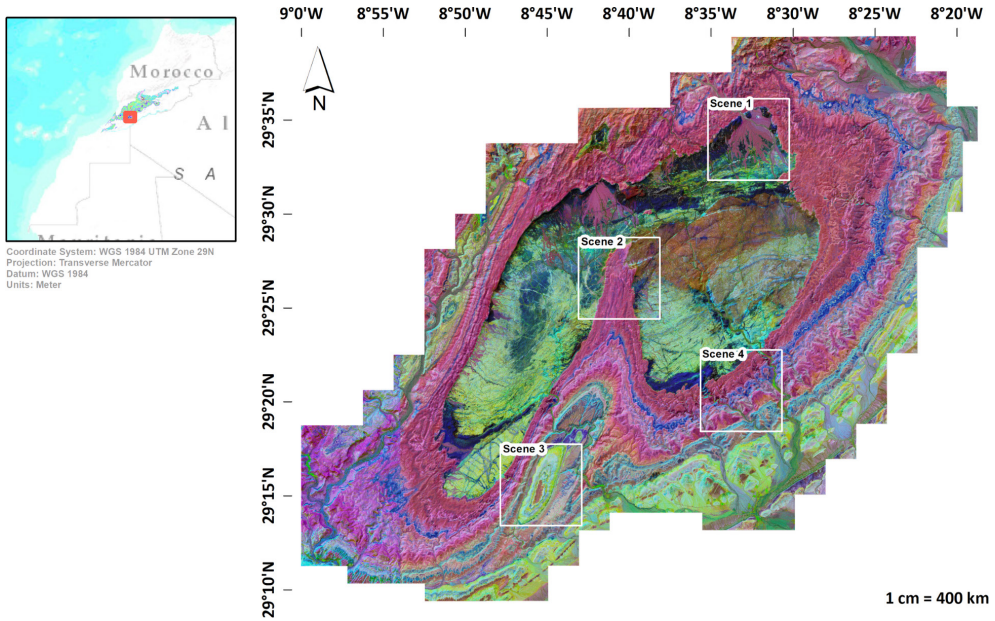 9°0'W 8°55'W 8°50'W 8°45'W 8°40'W 8°35'W 8°30'W 8°25'W 8°20'W
Morocco
A l
S A
Mauritania
Coordinate System: WGS 1984 UTM Zone 29N
Projection: Transverse Mercator
Datum: WGS 1984
Units: Meter
N
29°35'N
29°30'N
29°25'N
29°20'N
29°15'N
29°10'N
Scene 1
Scene 2
Scene 4
Scene 3
1 cm = 400 km